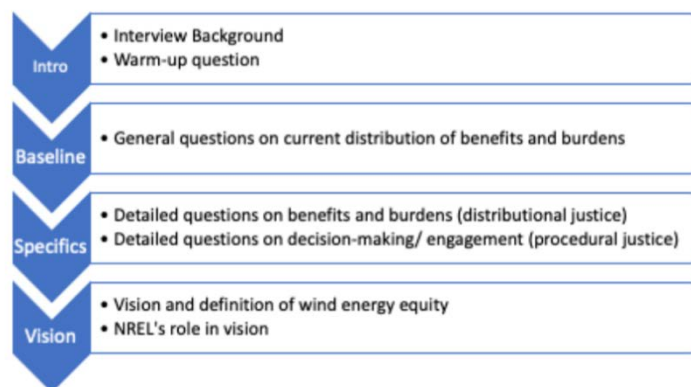 Intro
• Interview Background
• Warm-up question
Baseline
• General questions on current distribution of benefits and burdens
Specifics
• Detailed questions on benefits and burdens (distributional justice)
• Detailed questions on decision-making/ engagement (procedural justice)
Vision
• Vision and definition of wind energy equity
• NREL's role in vision